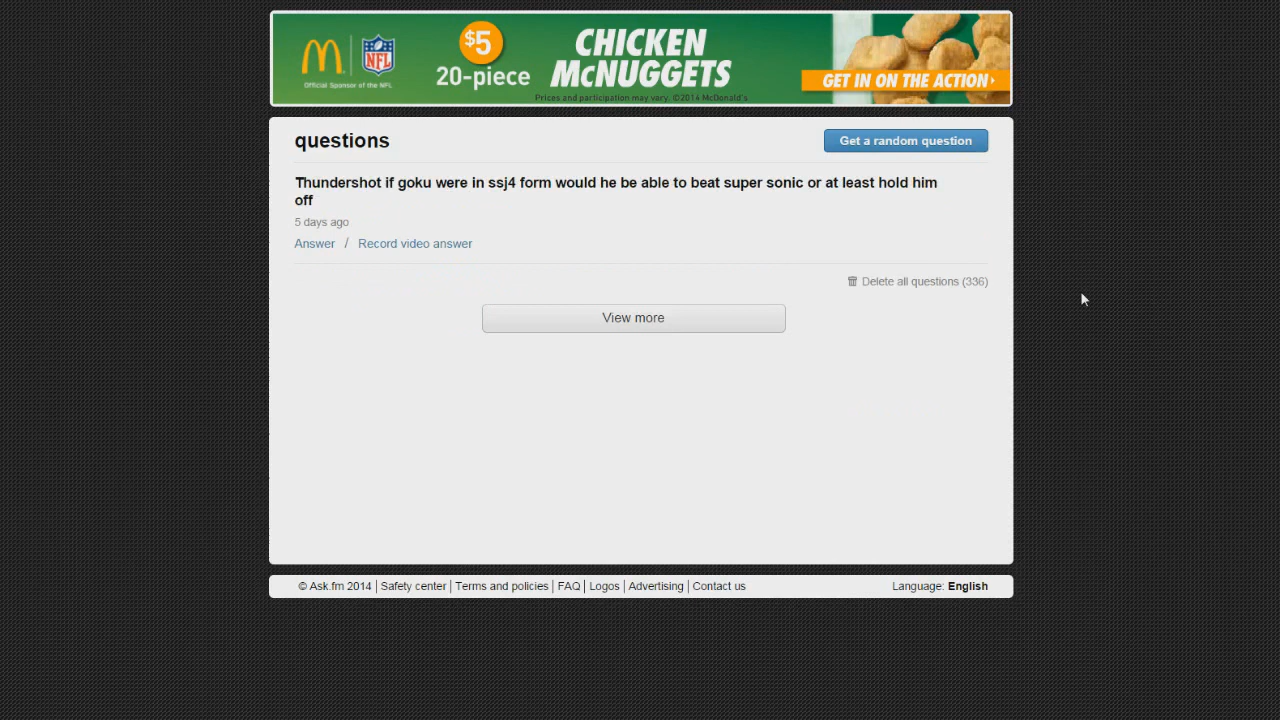 Official Sponsor of the NFL
NFL
$5
20-piece
CHICKEN
McNUGGETS
GET IN ON THE ACTION
Prices and participation may vary. ©2014 McDonald's
questions
Get a random question
Thundershot if goku were in ssj4 form would he be able to beat super sonic or at least hold him
off
5 days ago
Answer / Record video answer
Delete all questions (336)
View more
© Ask.fm 2014 | Safety center | Terms and policies | FAQ | Logos | Advertising | Contact us
Language: English